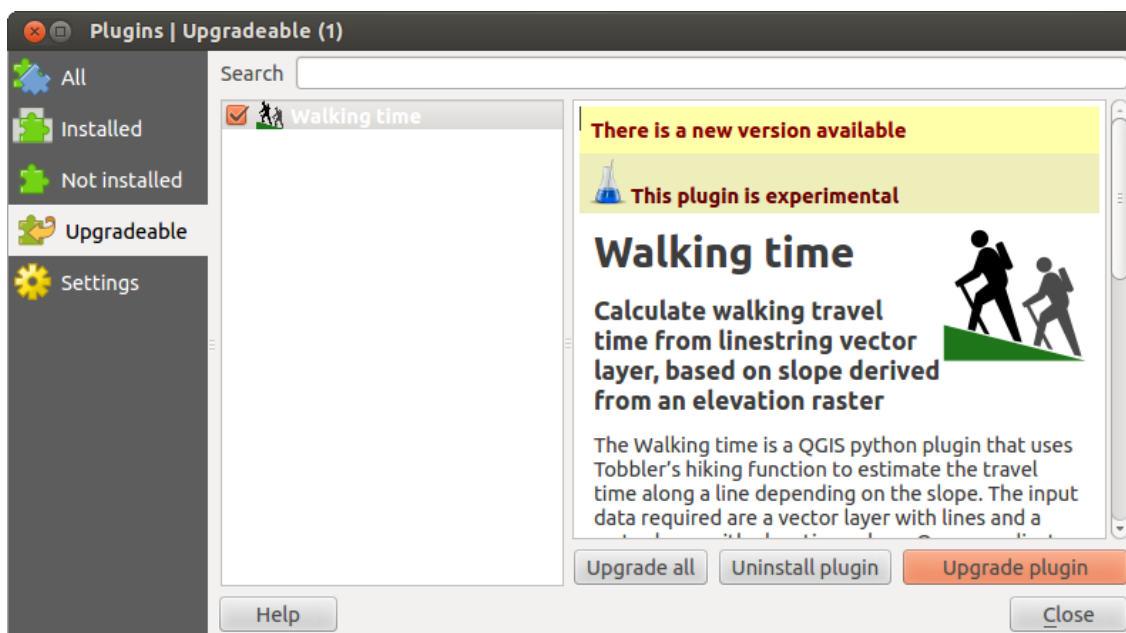 Plugins | Upgradeable (1)
All
Installed
Not installed
Upgradeable
Settings
Search
Walking time
There is a new version available
This plugin is experimental
Walking time
Calculate walking travel
time from linestring vector
layer, based on slope derived
from an elevation raster
The Walking time is a QGIS python plugin that uses
Tobbler's hiking function to estimate the travel
time along a line depending on the slope. The input
data required are a vector layer with lines and a
Upgrade all
Uninstall plugin
Upgrade plugin
Help
Close